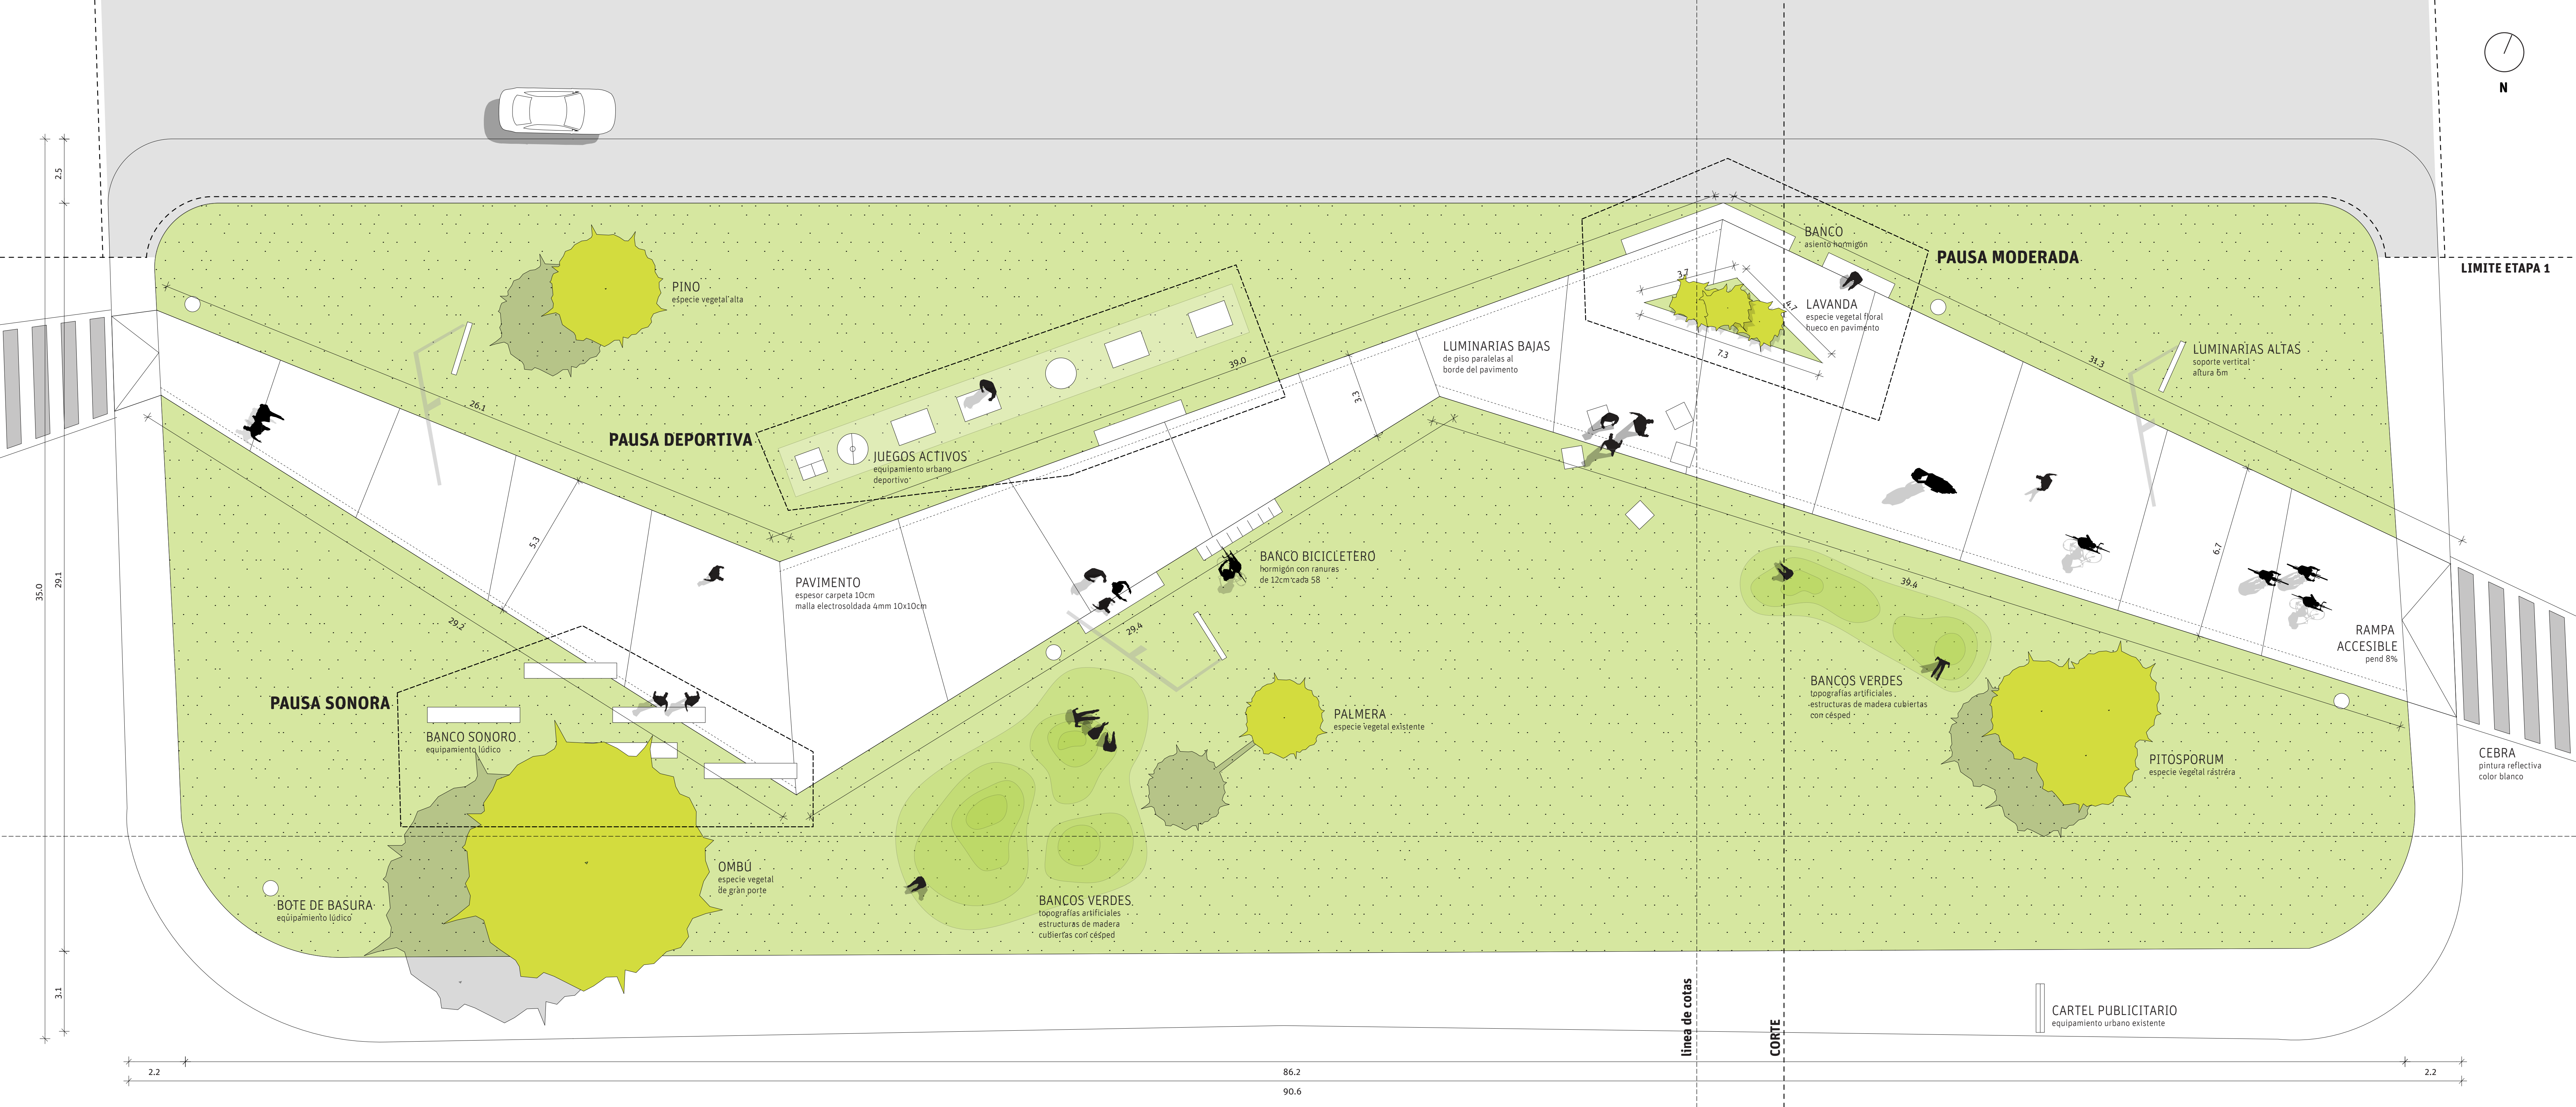 N
2.5
PINO
especie vegetal alta
BANCO
asiento hormigón
PAUSA MODERADA
LIMITE ETAPA 1
3.7
4.7
LAVANDA
especie vegetal floral
hueco en pavimento
7.3
LUMINARIAS BAJAS
de piso paralelas al
borde del pavimento
39.0
31.3
LUMINARIAS ALTAS
soporte vertical
altura 6m
3.3
26.1
PAUSA DEPORTIVA
JUEGOS ACTIVOS
equipamiento urbano
deportivo
5.3
35.0
29.1
PAVIMENTO
espesor carpeta 10cm
malla electrosoldada 4mm 10x10cm
BANCO BICICLETERO
hormigón con ranuras
de 12cm cada 58
39.4
6.7
29.2
29.4
RAMPA
ACCESIBLE
pend 8%
PAUSA SONORA
BANCO SONORO
equipamiento lúdico
PALMERA
especie vegetal existente
BANCOS VERDES
topografías artificiales
estructuras de madera cubiertas
con césped
PITOSPORUM
especie vegetal rastrera
CEBRA
pintura reflectiva
color blanco
OMBÚ
especie vegetal
de gran porte
BOTE DE BASURA
equipamiento lúdico
BANCOS VERDES
topografías artificiales
estructuras de madera
cubiertas con césped
3.1
linea de cotas
CORTE
CARTEL PUBLICITARIO
equipamiento urbano existente
2.2
86.2
2.2
90.6